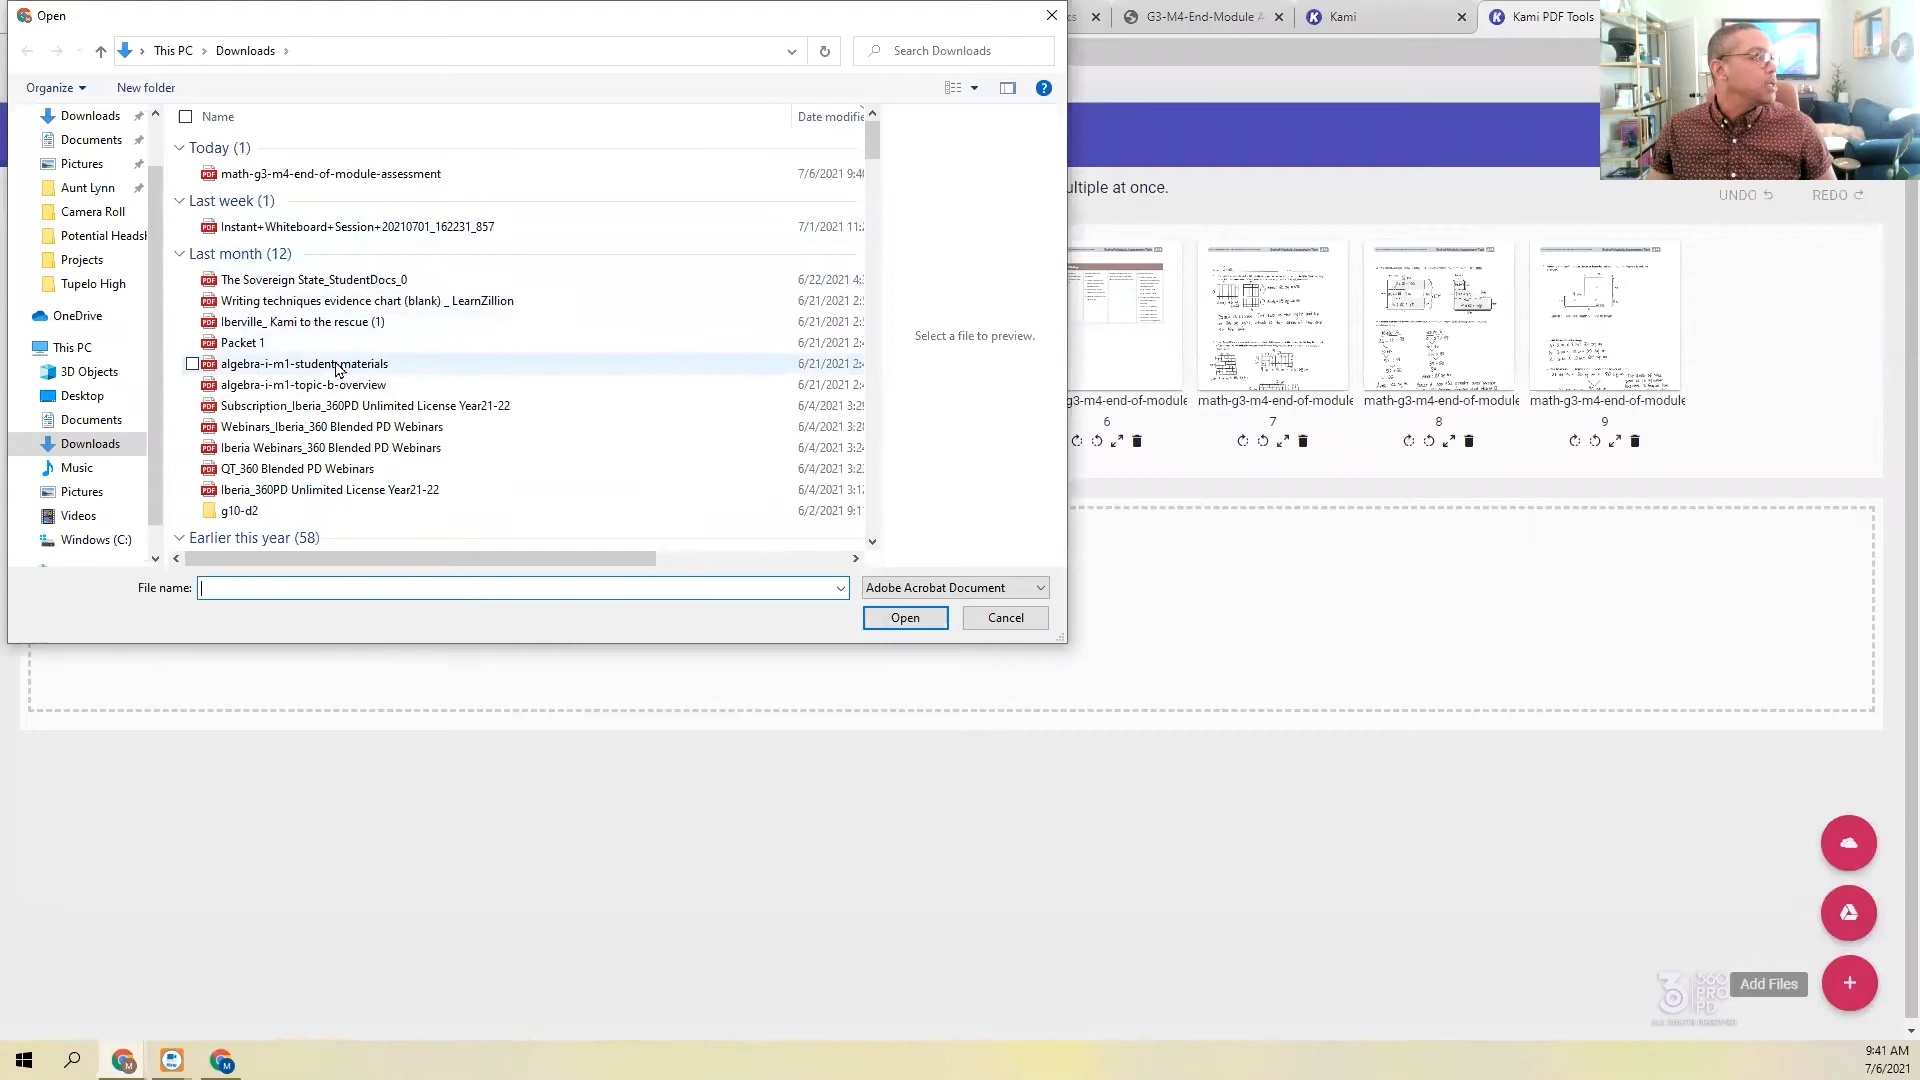 Open
This PC
Downloads
Search Downloads
Organize
New folder
Downloads
Documents
Pictures
Aunt Lynn
Camera Roll
Projects
Tupelo High
OneDrive
This PC
3D Objects
Desktop
Documents
Downloads
Music
Pictures
Videos
Windows (C:)
Name
Date modifie
Today (1)
math-g3-m4-end-of-module-assessment
7/6/2021 9:4
Last week (1)
Instant+Whiteboard+Session+20210701_162231_857
7/1/2021 11:
Last month (12)
The Sovereign State_StudentDocs_0
6/22/2021 4:
Writing techniques evidence chart (blank) _ LearnZillion
6/21/2021 2:
Iberville_ Kami to the rescue (1)
6/21/2021 2:
Packet 1
6/21/2021 2:
algebra-i-m1-student-materials
6/21/2021 2:
algebra-i-m1-topic-b-overview
6/21/2021 2:
Subscription_Iberia_360PD Unlimited License Year21-22
6/4/2021 3:2
Webinars_Iberia_360 Blended PD Webinars
6/4/2021 3:2
Iberia Webinars_360 Blended PD Webinars
6/4/2021 3:2
QT_360 Blended PD Webinars
6/4/2021 3:2
Iberia_360PD Unlimited License Year21-22
6/4/2021 3:1
g10-d2
6/2/2021 9:1
Earlier this year (58)
Select a file to preview.
File name:
Adobe Acrobat Document
Open
Cancel
G3-M4-End-Module A
Kami
Kami PDF Tools
ultiple at once.
UNDO
REDO
g3-m4-end-of-module
6
math-g3-m4-end-of-module
7
math-g3-m4-end-of-module
8
math-g3-m4-end-of-module
9
360
PRO
PD
ALL RIGHTS RESERVED
Add Files
9:41 AM
7/6/2021